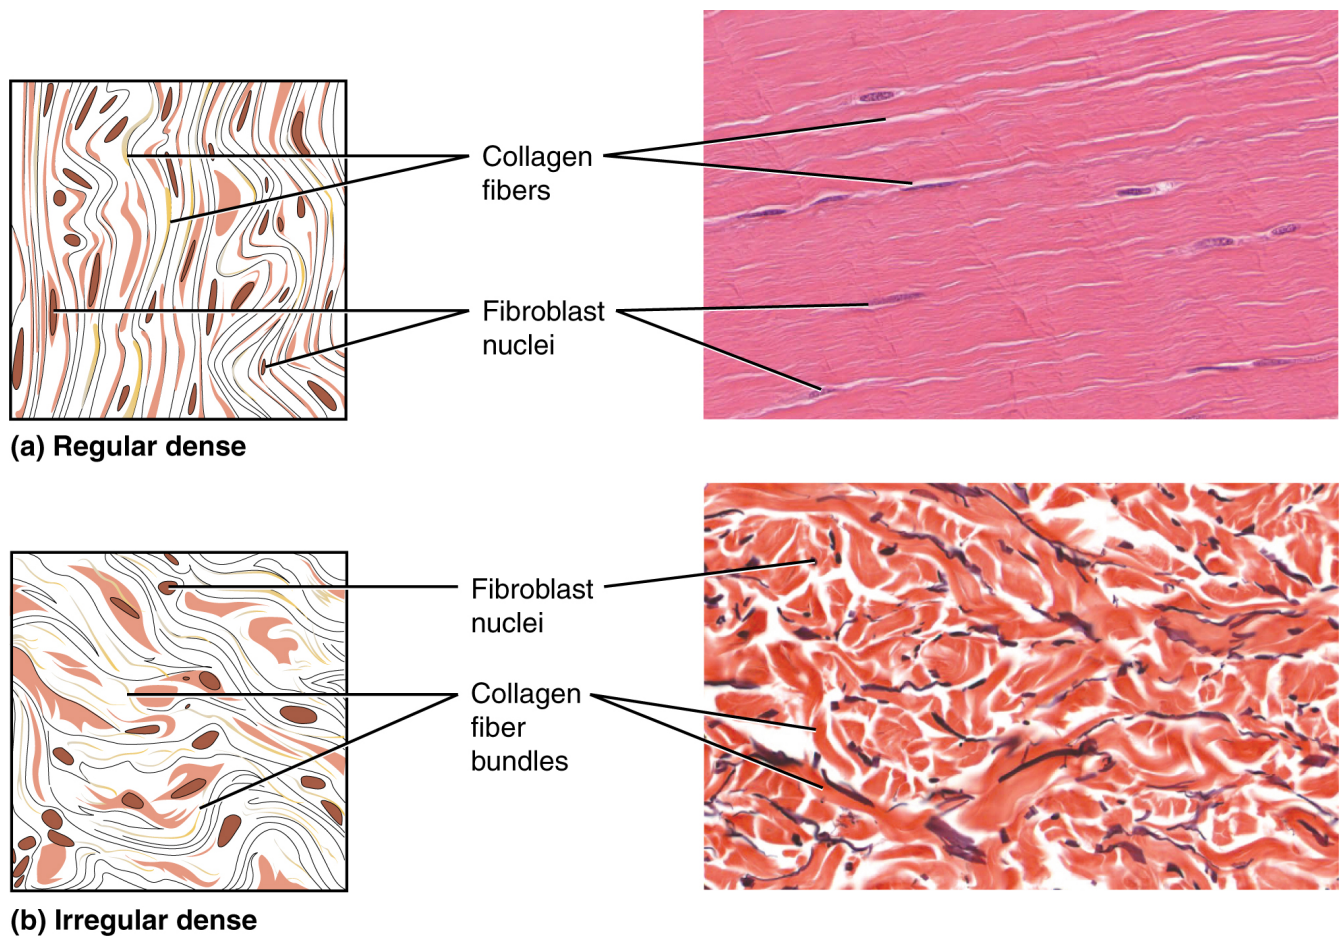 Collagen
fibers
Fibroblast
nuclei
(a) Regular dense
Fibroblast
nuclei
Collagen
fiber
bundles
(b) Irregular dense